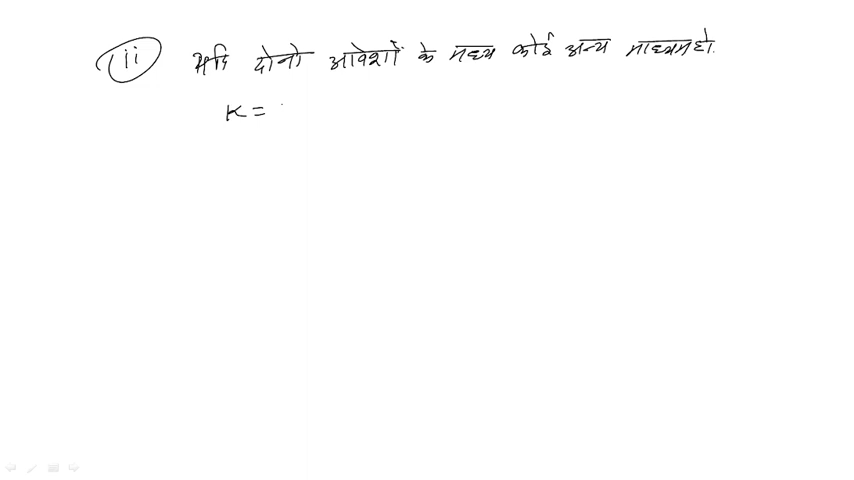 (ii) यदि दोनो आवेशों के मध्य कोई अन्य माध्यम हो.
K =